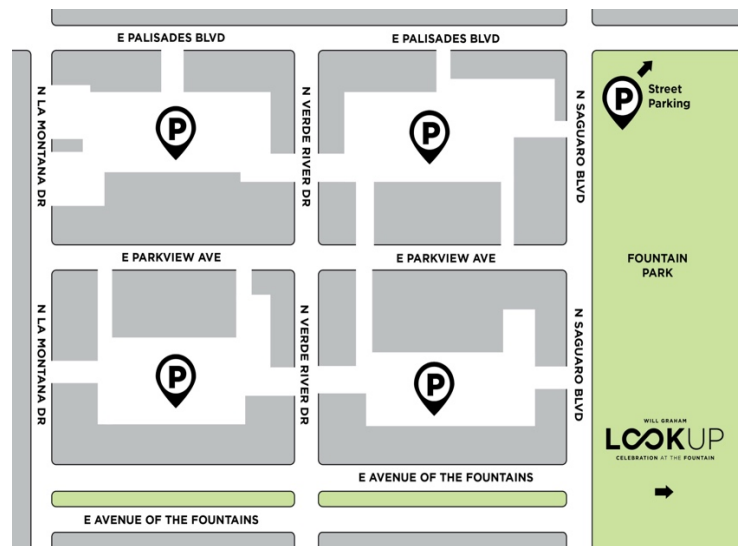 E PALISADES BLVD
E PALISADES BLVD
N LA MONTANA DR
P
N VERDE RIVER DR
P
N SAGUARO BLVD
P
Street
Parking
E PARKVIEW AVE
E PARKVIEW AVE
FOUNTAIN
PARK
N LA MONTANA DR
P
N VERDE RIVER DR
P
N SAGUARO BLVD
WILL GRAHAM
LOOKUP
CELEBRATION AT THE FOUNTAIN
E AVENUE OF THE FOUNTAINS
E AVENUE OF THE FOUNTAINS